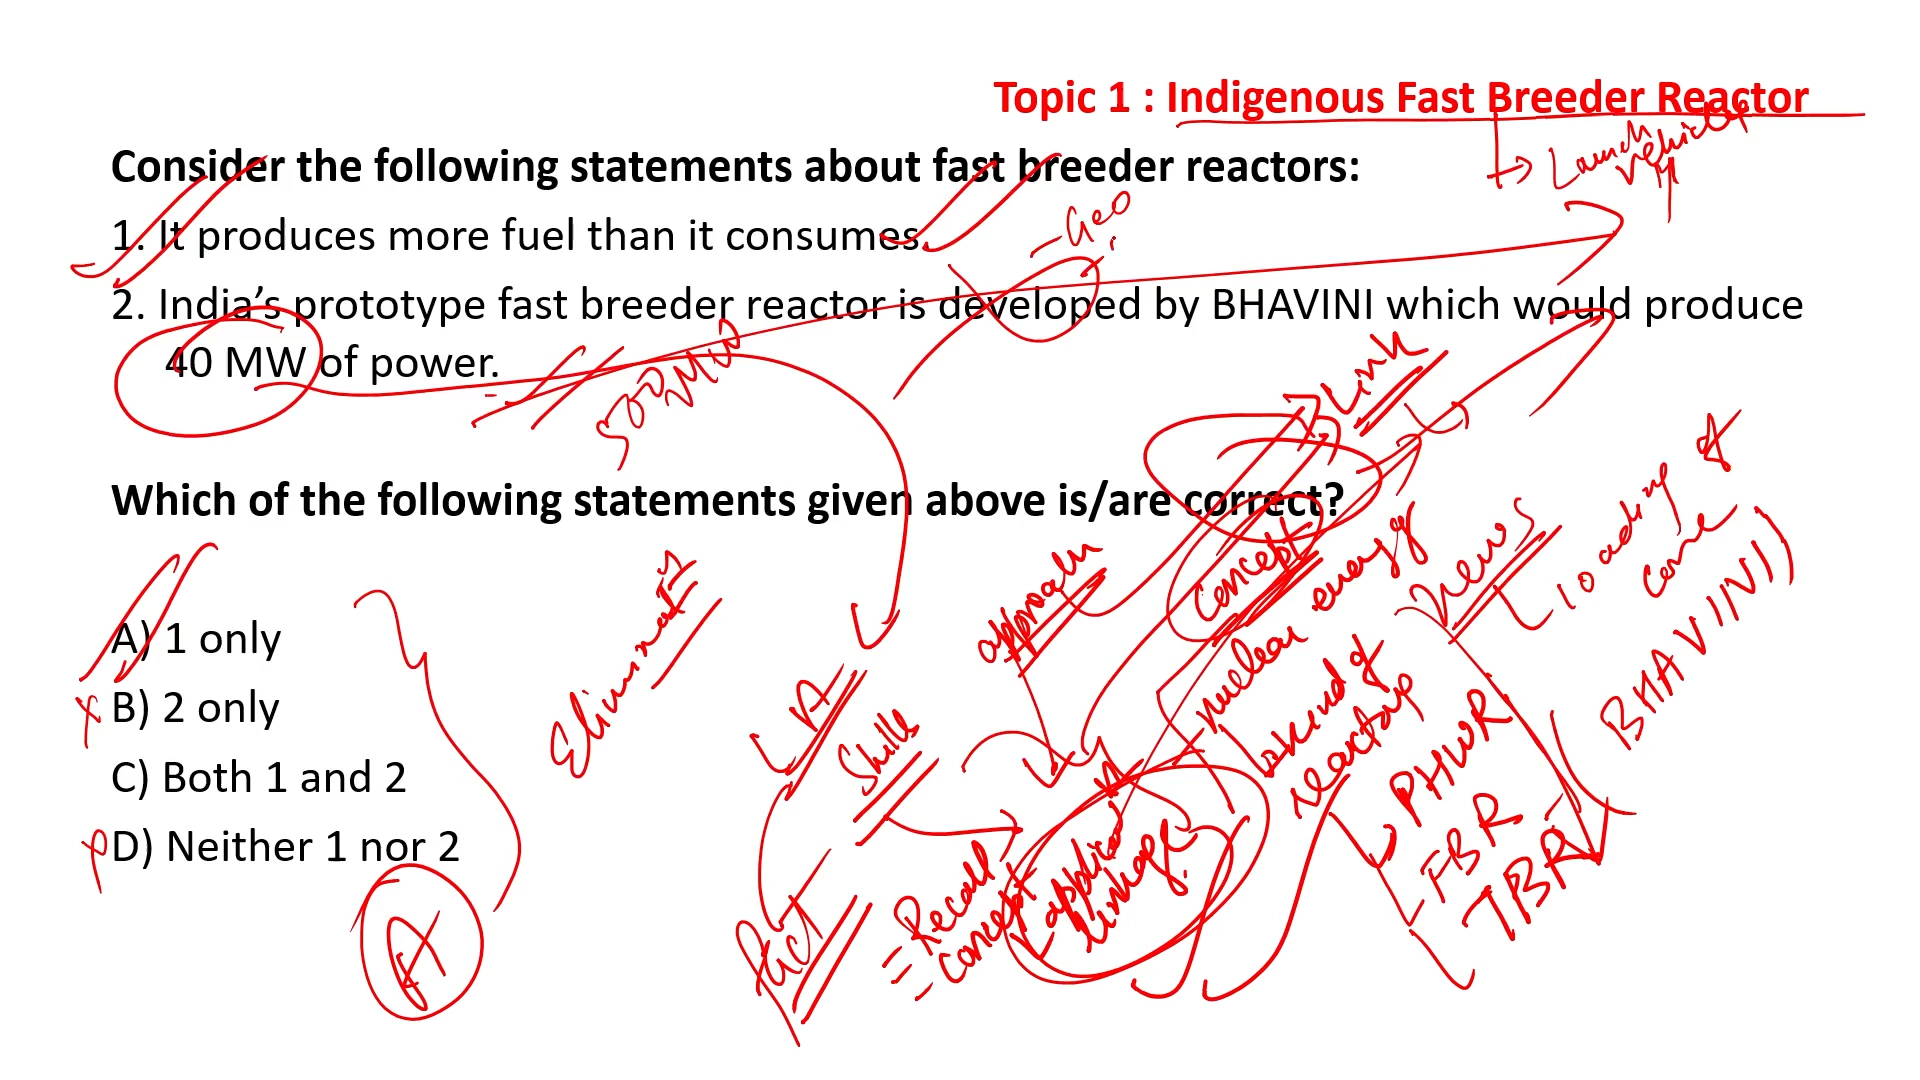 Topic 1 : Indigenous Fast Breeder Reactor
Launch
vehicle
Consider the following statements about fast breeder reactors:
1. It produces more fuel than it consumes.
Geo
2. India's prototype fast breeder reactor is developed by BHAVINI which would produce
40 MW of power.
500 MW
Link
Which of the following statements given above is/are correct?
concept
nuclear energy
News
loading of
core
BHAVINI)
approach
A) 1 only
B) 2 only
C) Both 1 and 2
D) Neither 1 nor 2
A
A
Skills
kind of
reactor
PHWR
FBR
TBR
Recall
concept
linkage